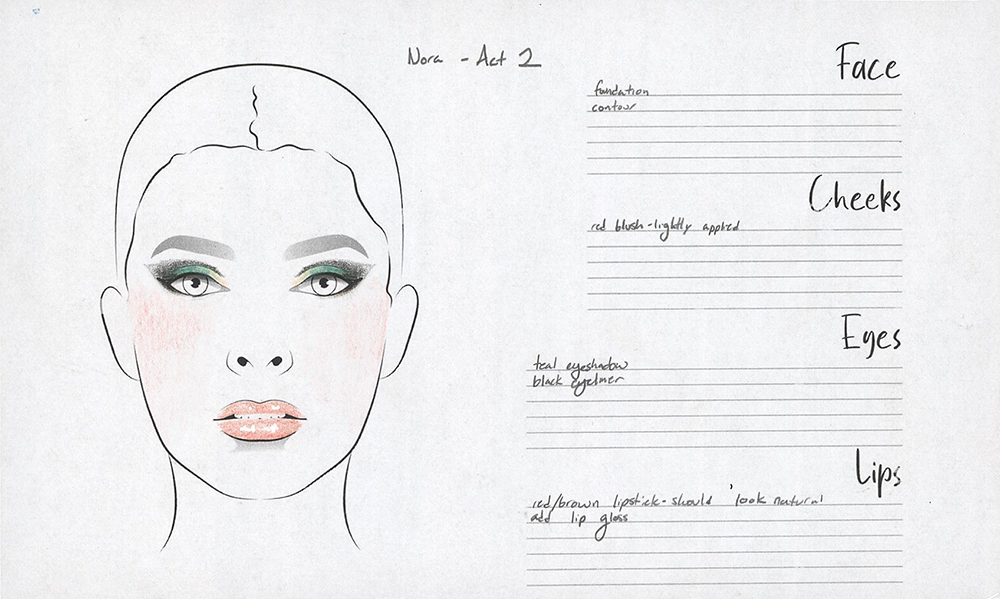 Nora - Act 2
Face
foundation
contour
Cheeks
red blush - lightly applied
Eyes
teal eyeshadow
black eyeliner
Lips
red/brown lipstick - should look natural
add lip gloss